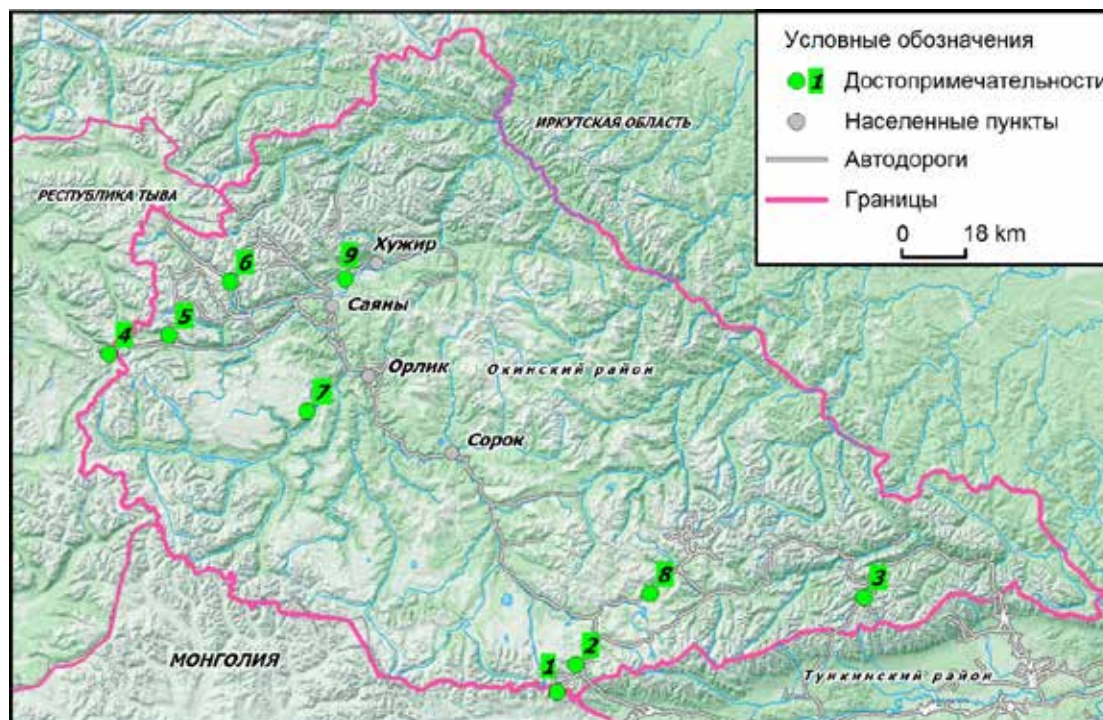 Условные обозначения
1 Достопримечательности
Населенные пункты
Автодороги
Границы
0 18 km
ИРКУТСКАЯ ОБЛАСТЬ
РЕСПУБЛИКА ТЫВА
Хужир
9
6
Саяны
5
4
Орлик
Окинский район
7
Сорок
8
3
2
МОНГОЛИЯ
Тункинский район
1